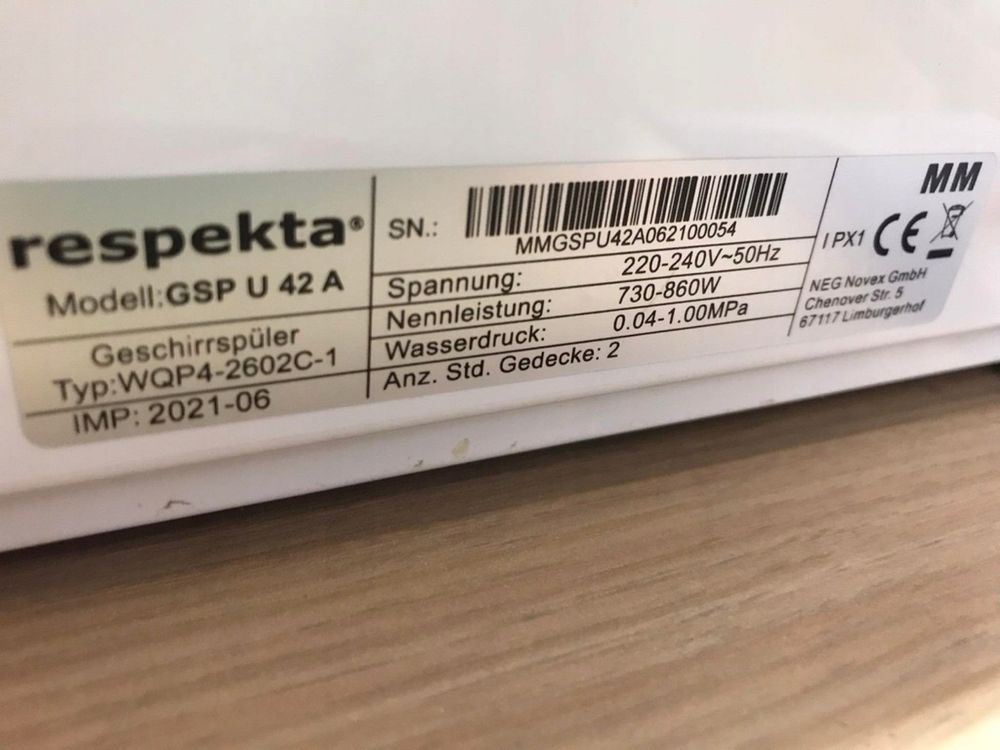 respekta®
Modell:GSP U 42 A
Geschirrspüler
Typ:WQP4-2602C-1
IMP: 2021-06
SN.:
MMGSPU42A062100054
Spannung: 220-240V~50Hz
Nennleistung: 730-860W
Wasserdruck: 0.04-1.00MPa
Anz. Std. Gedecke: 2
MM
IPX1 CE
NEG Novex GmbH
Chenover Str. 5
67117 Limburgerhof